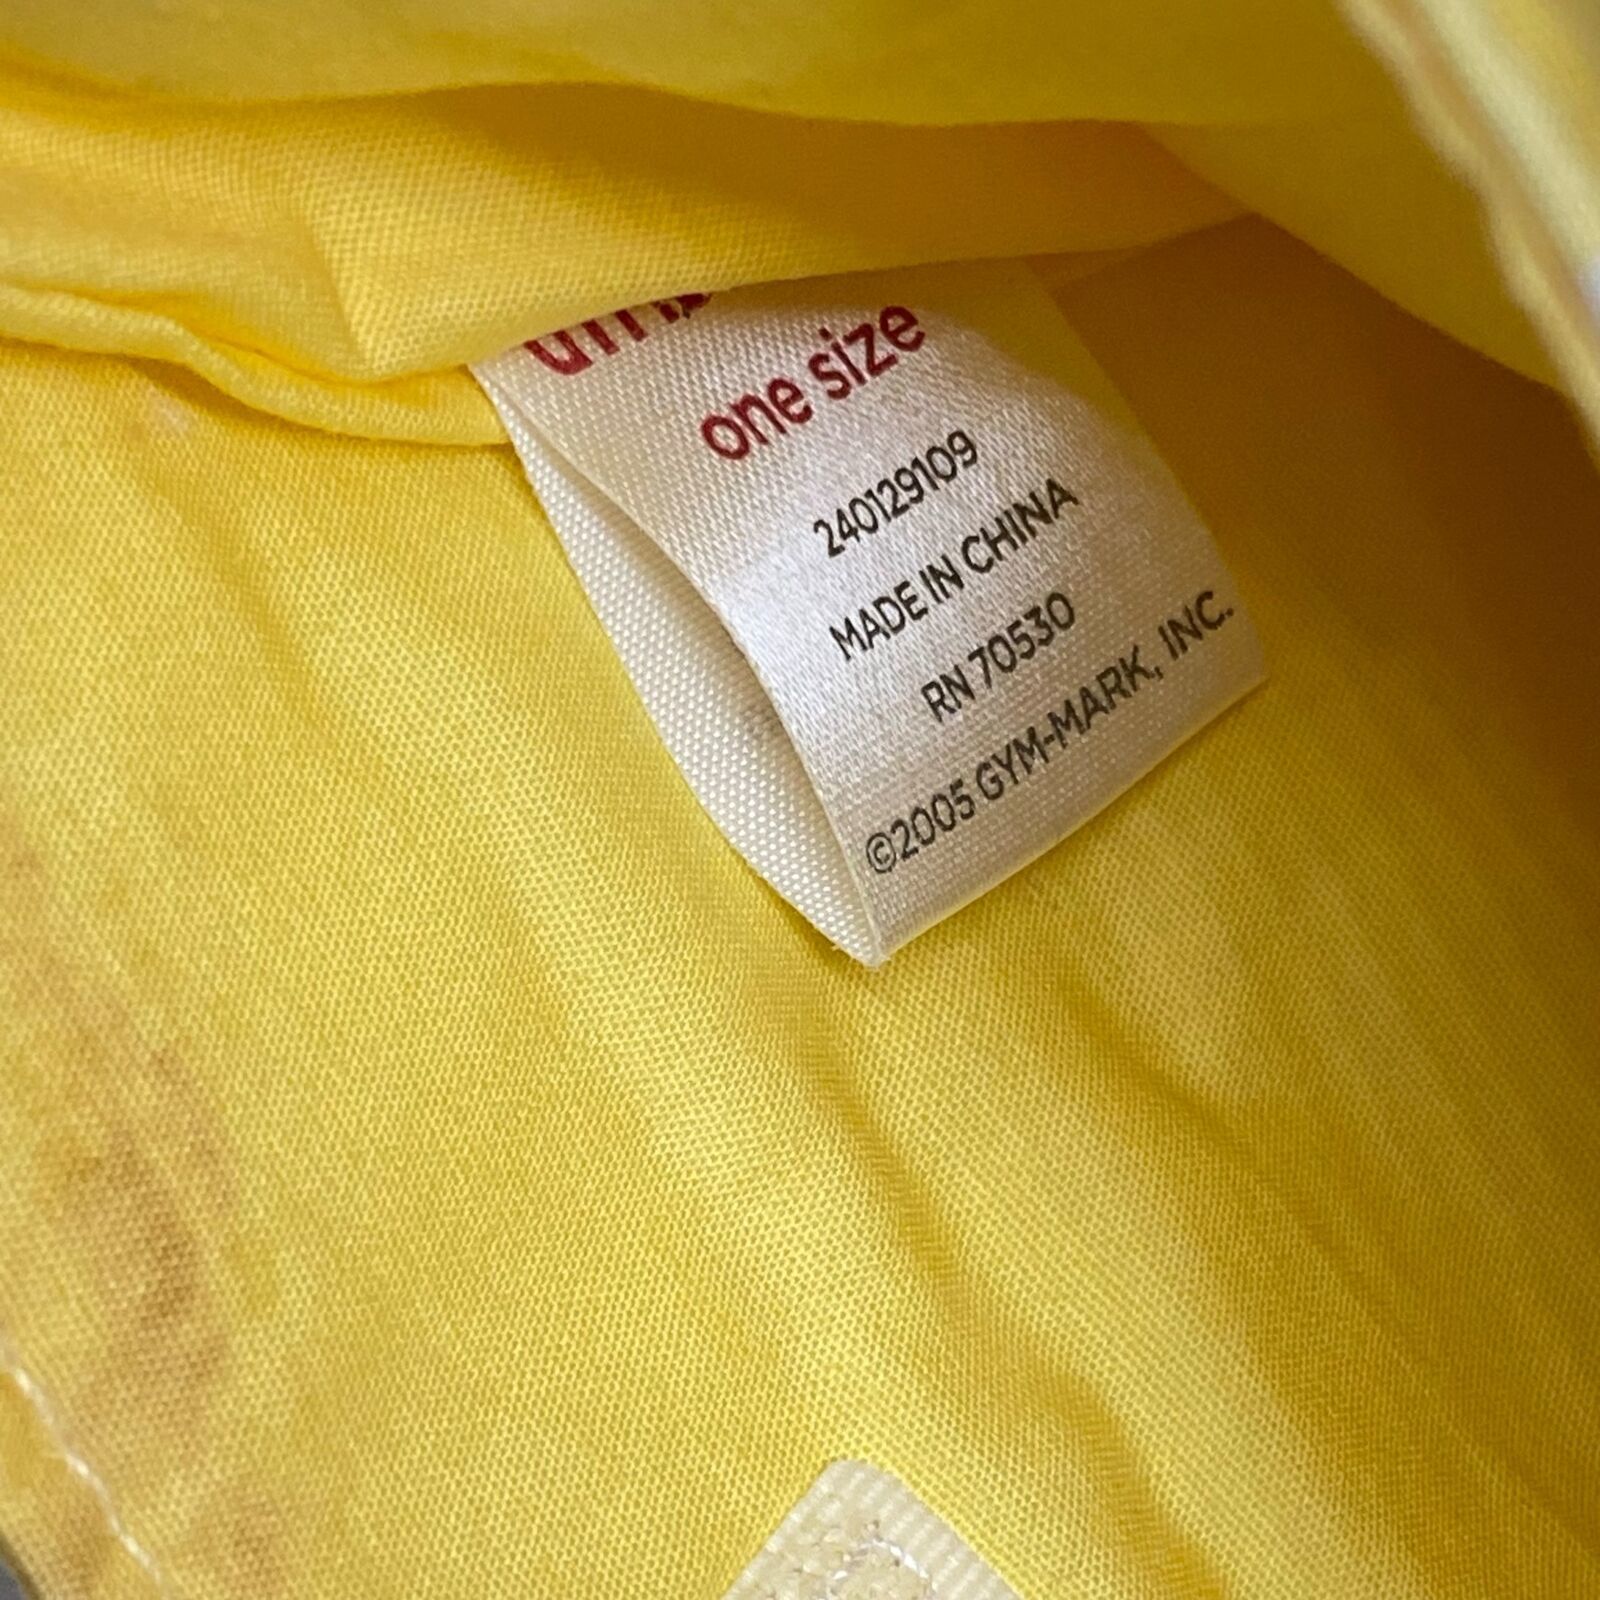 one size
240129109
MADE IN CHINA
RN 70530
©2005 GYM-MARK, INC.